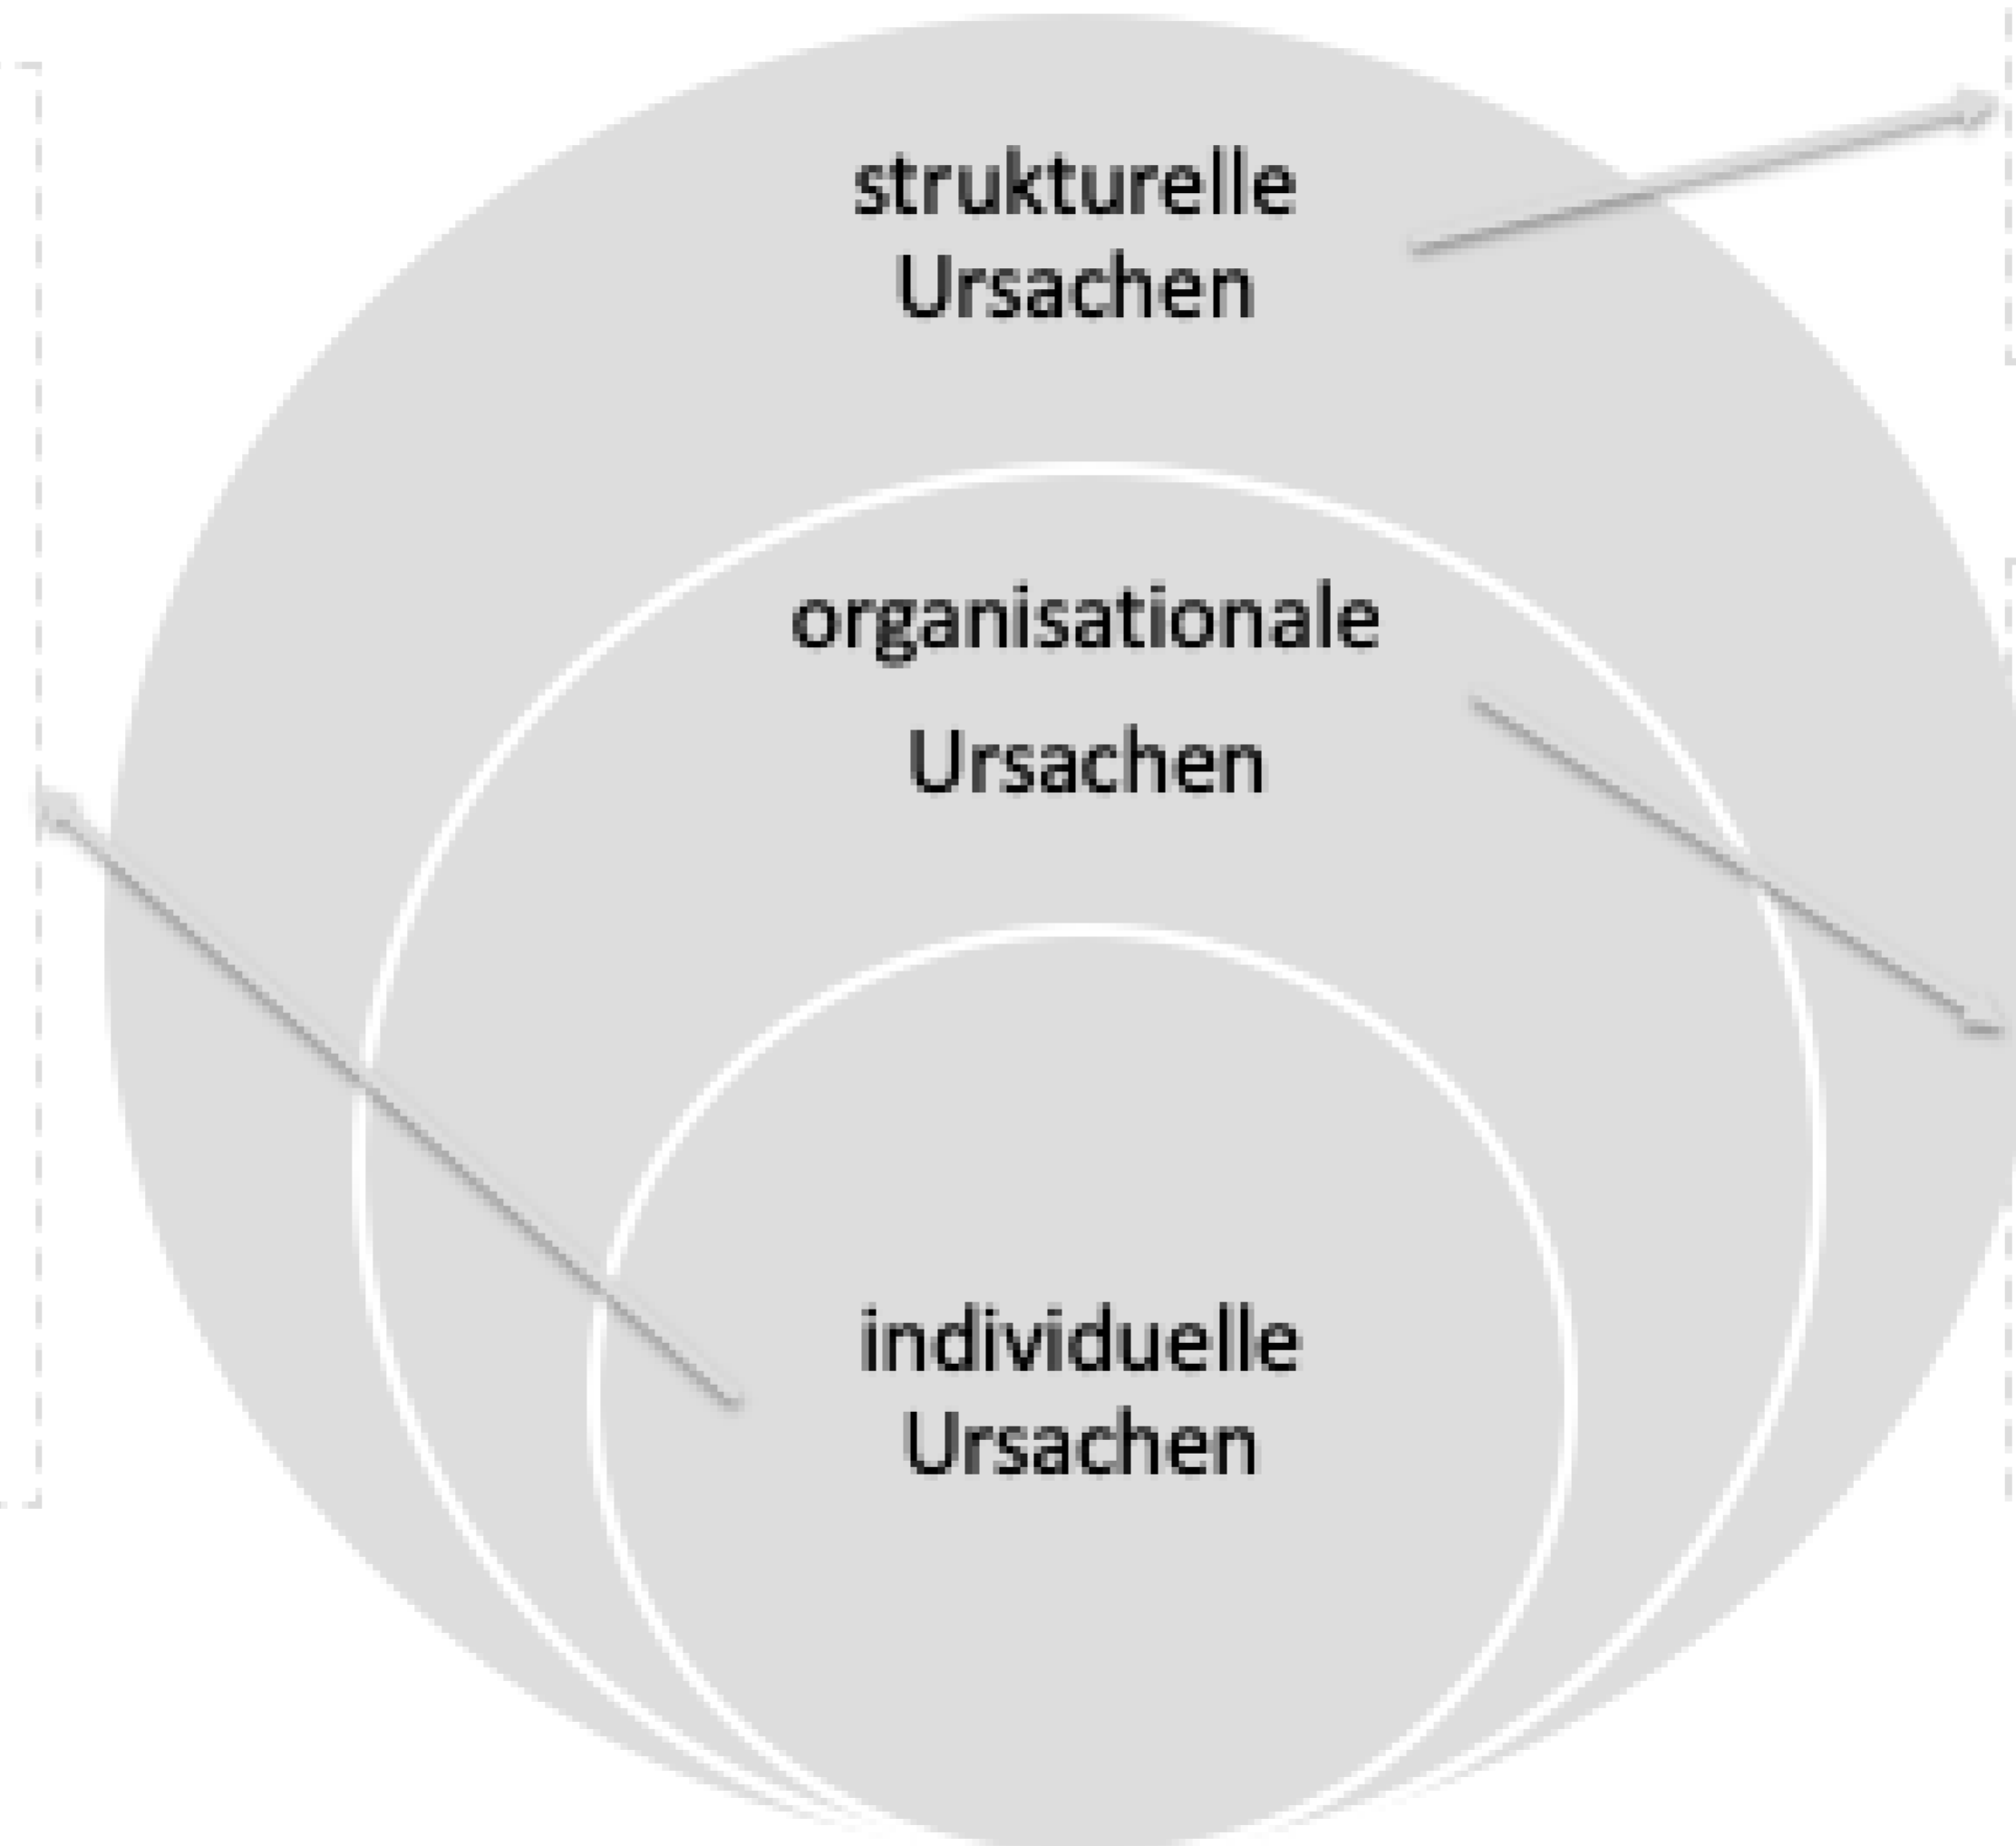 strukturelle
Ursachen
organisationale
Ursachen
individuelle
Ursachen